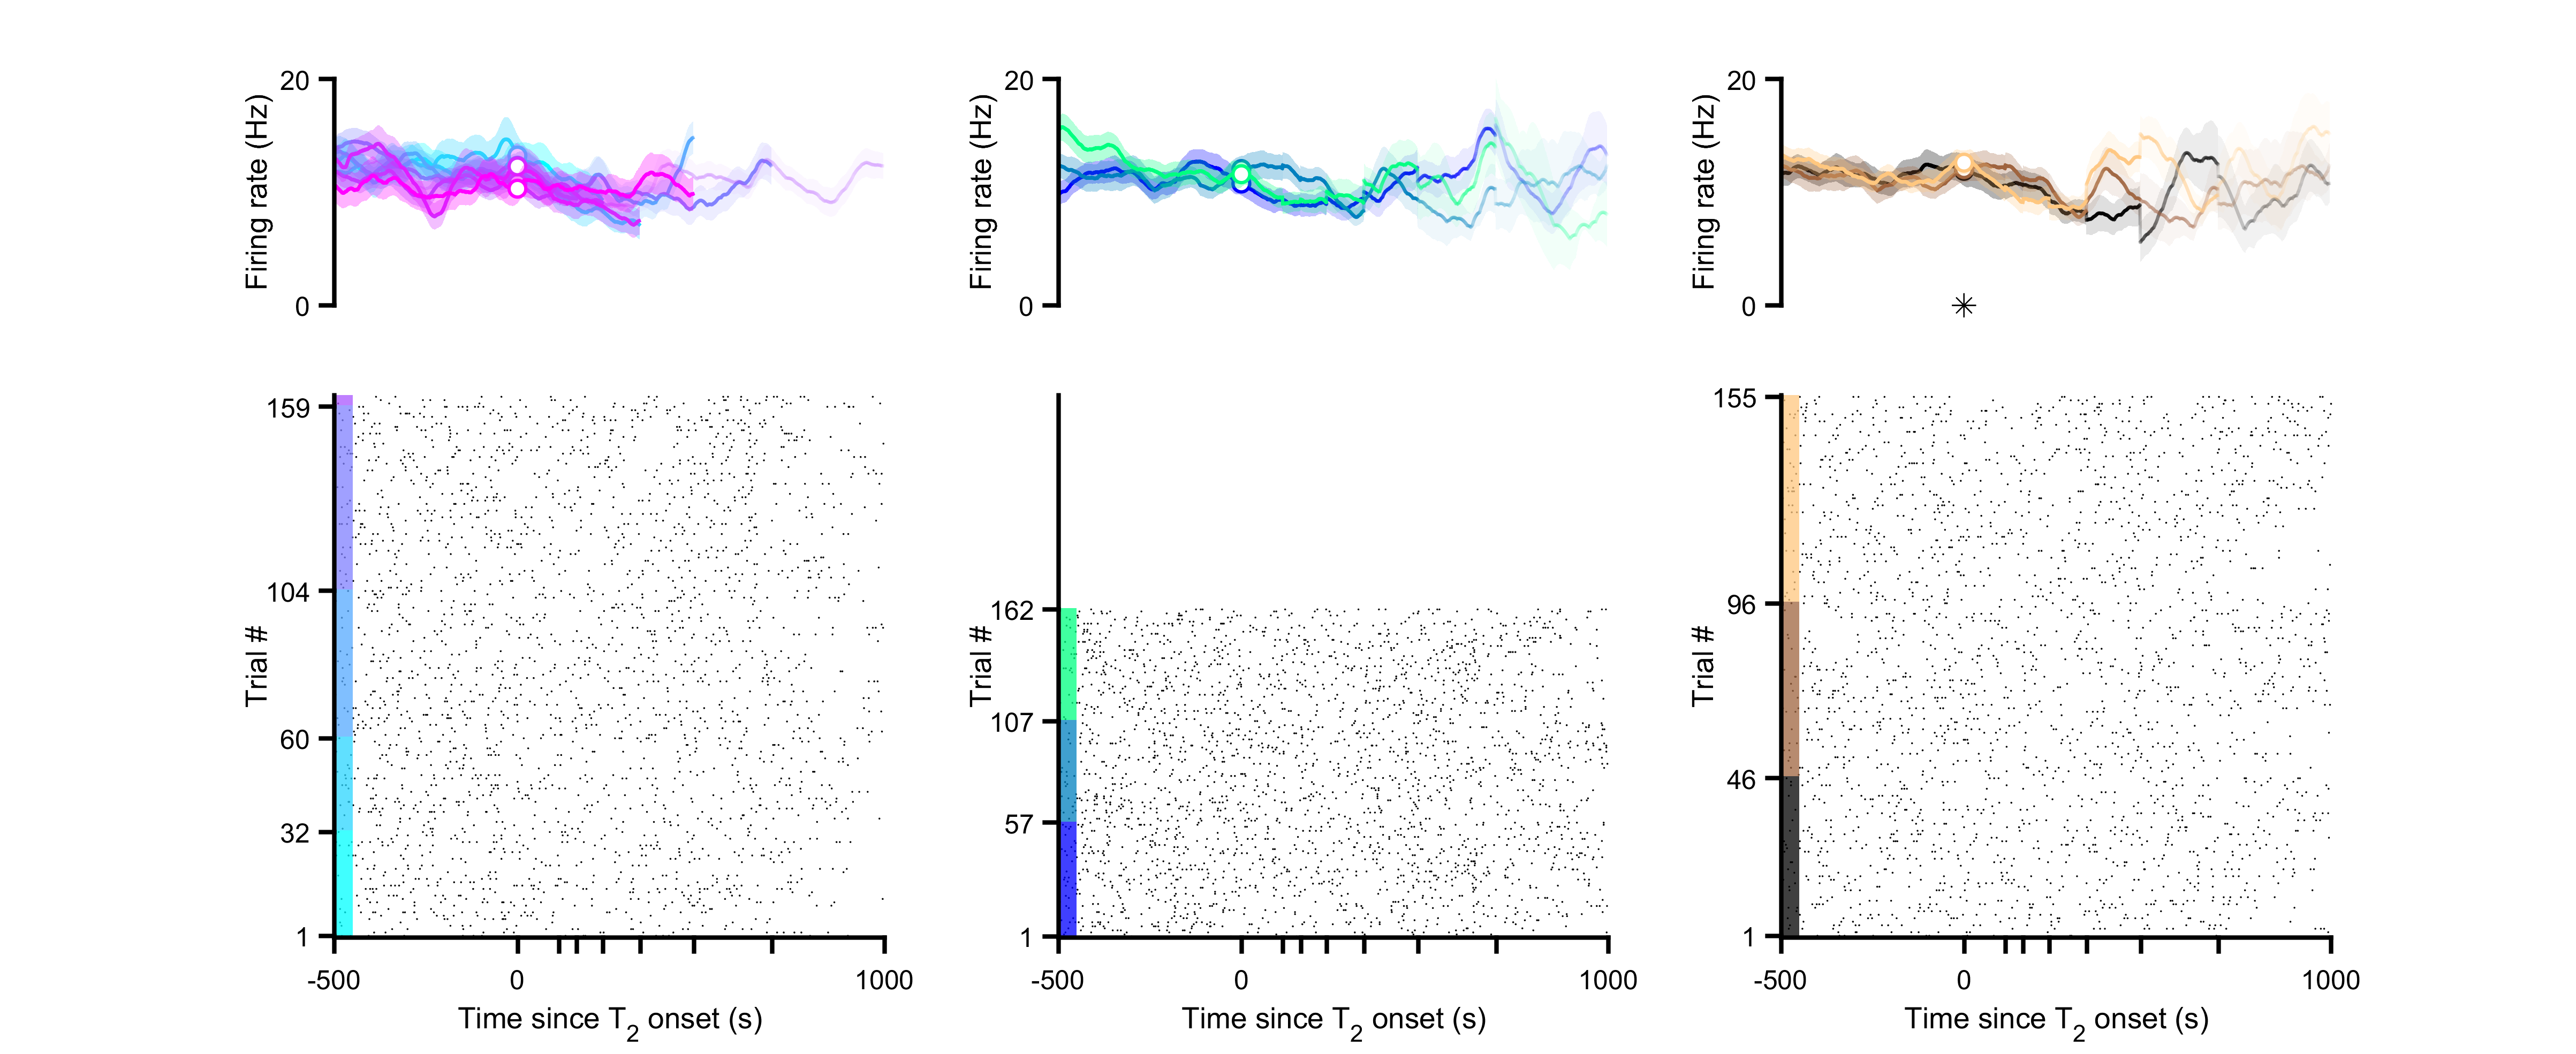 20
Firing rate (Hz)
0
20
Firing rate (Hz)
0
20
Firing rate (Hz)
0
159
104
60
32
1
Trial #
-500 0 1000
Time since T2 onset (s)
162
107
57
1
Trial #
-500 0 1000
Time since T2 onset (s)
155
96
46
1
Trial #
-500 0 1000
Time since T2 onset (s)